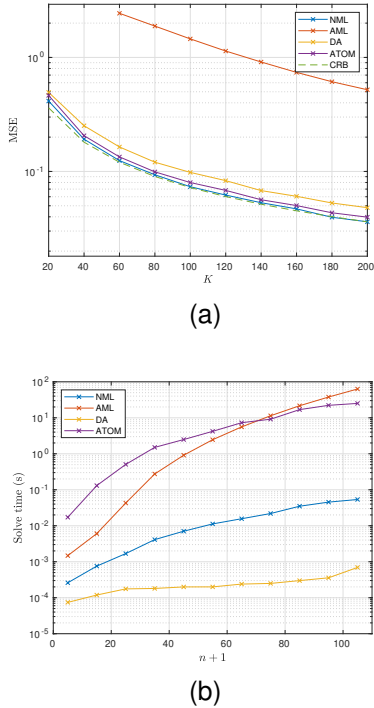 NML
AML
DA
ATOM
CRB
10^0
10^-1
MSE
20 40 60 80 100 120 140 160 180 200
K
(a)
NML
AML
DA
ATOM
10^2
10^1
10^0
10^-1
10^-2
10^-3
10^-4
10^-5
Solve time (s)
0 20 40 60 80 100 120
n + 1
(b)